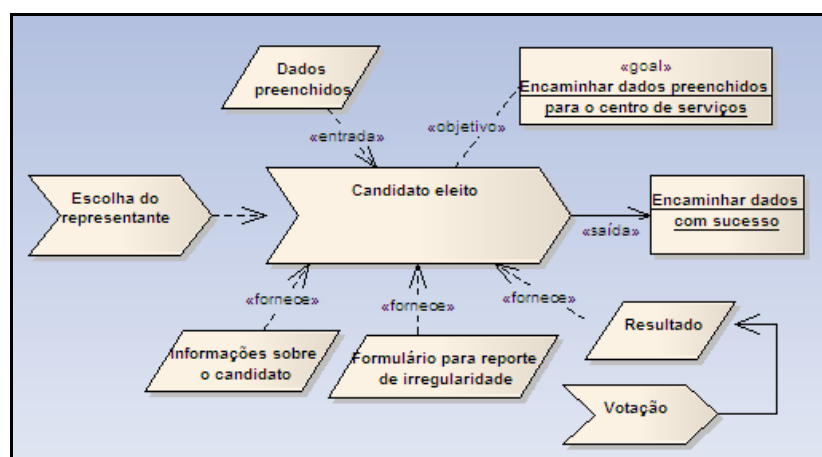 Dados
preenchidos
«goal»
Encaminhar dados preenchidos
para o centro de serviços
«entrada»
«objetivo»
Escolha do
representante
Candidato eleito
Encaminhar dados
com sucesso
«saída»
«fornece»
«fornece»
«fornece»
Informações sobre
o candidato
Formulário para reporte
de irregularidade
Resultado
Votação